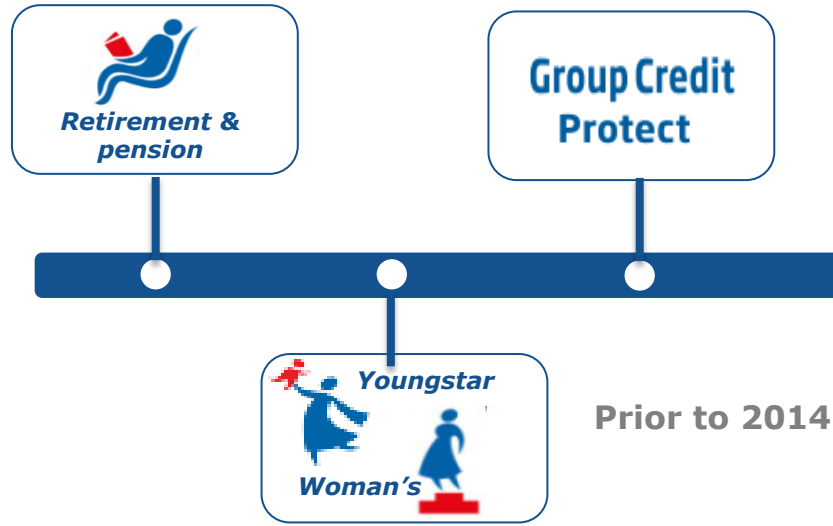 Retirement &
pension
Group Credit
Protect
Youngstar
Woman's
Prior to 2014